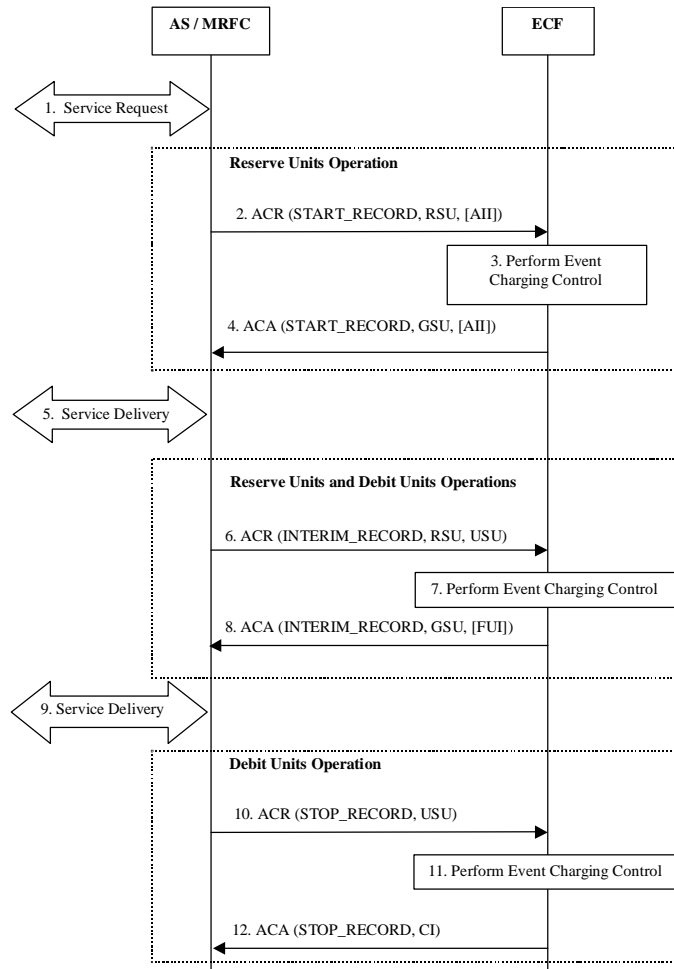 AS / MRFC
ECF
1. Service Request
Reserve Units Operation
2. ACR (START_RECORD, RSU, [AII])
3. Perform Event
Charging Control
4. ACA (START_RECORD, GSU, [AII])
5. Service Delivery
Reserve Units and Debit Units Operations
6. ACR (INTERIM_RECORD, RSU, USU)
7. Perform Event Charging Control
8. ACA (INTERIM_RECORD, GSU, [FUI])
9. Service Delivery
Debit Units Operation
10. ACR (STOP_RECORD, USU)
11. Perform Event Charging Control
12. ACA (STOP_RECORD, CI)